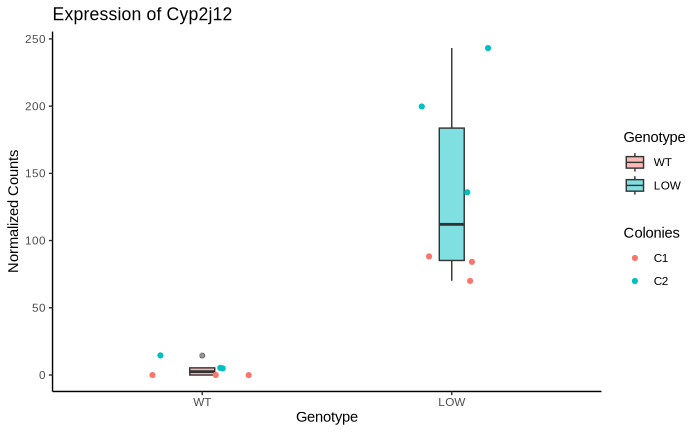 Expression of Cyp2j12
250
200
150
100
50
0
Normalized Counts
WT
LOW
Genotype
Genotype
WT
LOW
Colonies
C1
C2